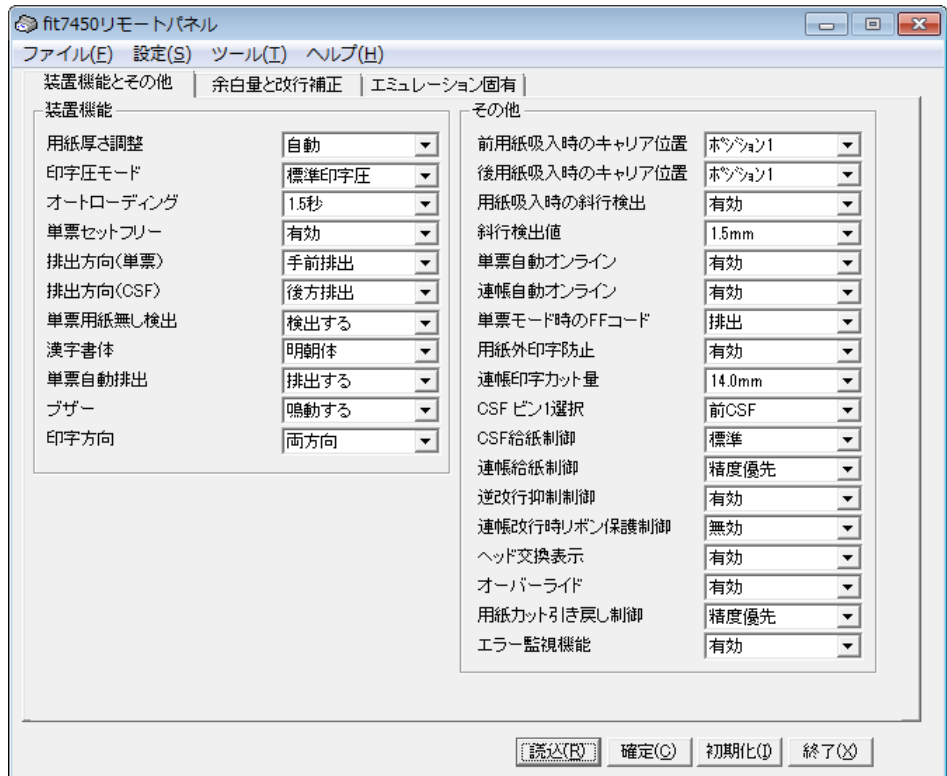 fit7450リモートパネル
ファイル(F) 設定(S) ツール(T) ヘルプ(H)
装置機能とその他 余白量と改行補正 エミュレーション固有
装置機能
用紙厚さ調整 自動
印字圧モード 標準印字圧
オートローディング 1.5秒
単票セットフリー 有効
排出方向(単票) 手前排出
排出方向(CSF) 後方排出
単票用紙無し検出 検出する
漢字書体 明朝体
単票自動排出 排出する
ブザー 鳴動する
印字方向 両方向
その他
前用紙吸入時のキャリア位置 ポジション1
後用紙吸入時のキャリア位置 ポジション1
用紙吸入時の斜行検出 有効
斜行検出値 1.5mm
単票自動オンライン 有効
連帳自動オンライン 有効
単票モード時のFFコード 排出
用紙外印字防止 有効
連帳印字カット量 14.0mm
CSF ビン1選択 前CSF
CSF給紙制御 標準
連帳給紙制御 精度優先
逆改行抑制制御 有効
連帳改行時リボン保護制御 無効
ヘッド交換表示 有効
オーバーライド 有効
用紙カット引き戻し制御 精度優先
エラー監視機能 有効
読込(R) 確定(C) 初期化(I) 終了(X)